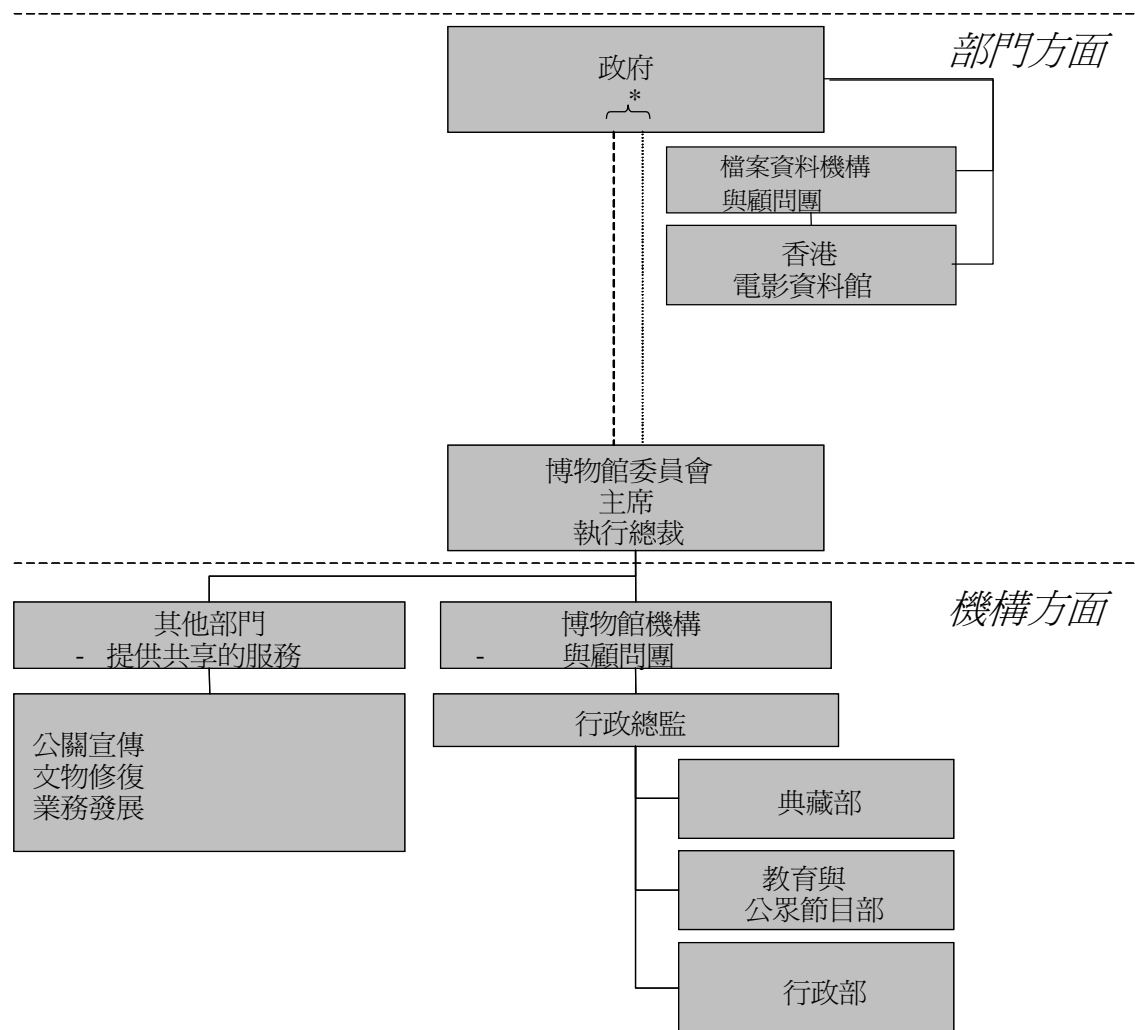 部門方面
政府
*
檔案資料機構
與顧問團
香港
電影資料館
博物館委員會
主席
執行總裁
機構方面
其他部門
- 提供共享的服務
博物館機構
- 與顧問團
公關宣傳
文物修復
業務發展
行政總監
典藏部
教育與
公眾節目部
行政部